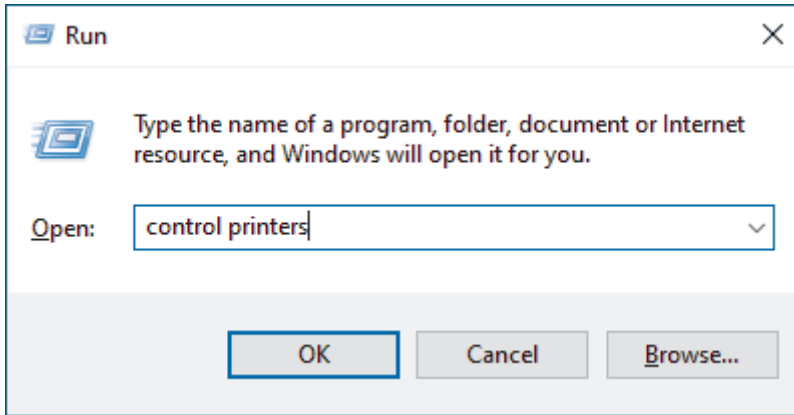 Run
Type the name of a program, folder, document or Internet
resource, and Windows will open it for you.
Open: control printers
OK Cancel Browse...